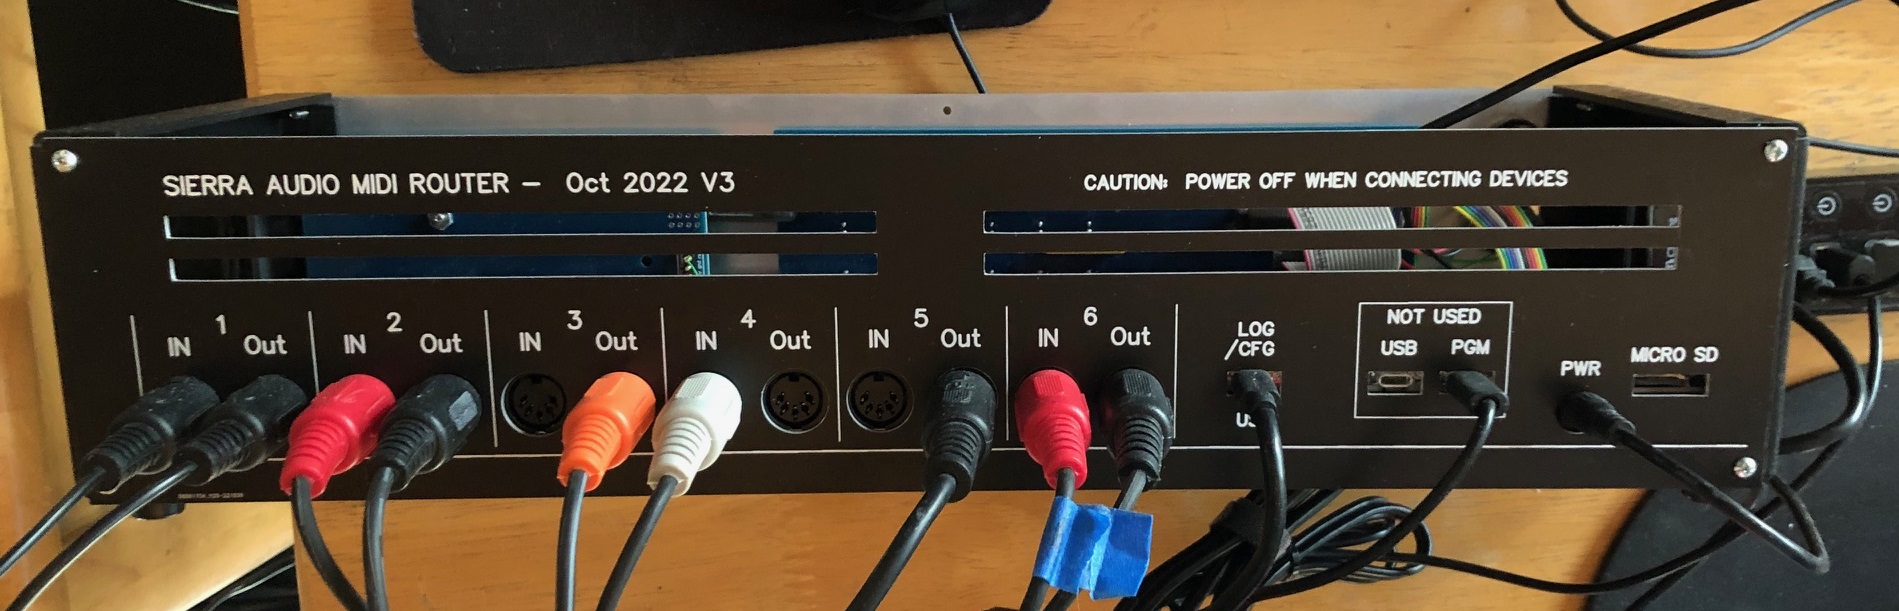 SIERRA AUDIO MIDI ROUTER - Oct 2022 V3
CAUTION: POWER OFF WHEN CONNECTING DEVICES
1
IN Out
2
IN Out
3
IN Out
4
IN Out
5
IN Out
6
IN Out
LOG
/CFG
NOT USED
USB PGM
PWR
MICRO SD